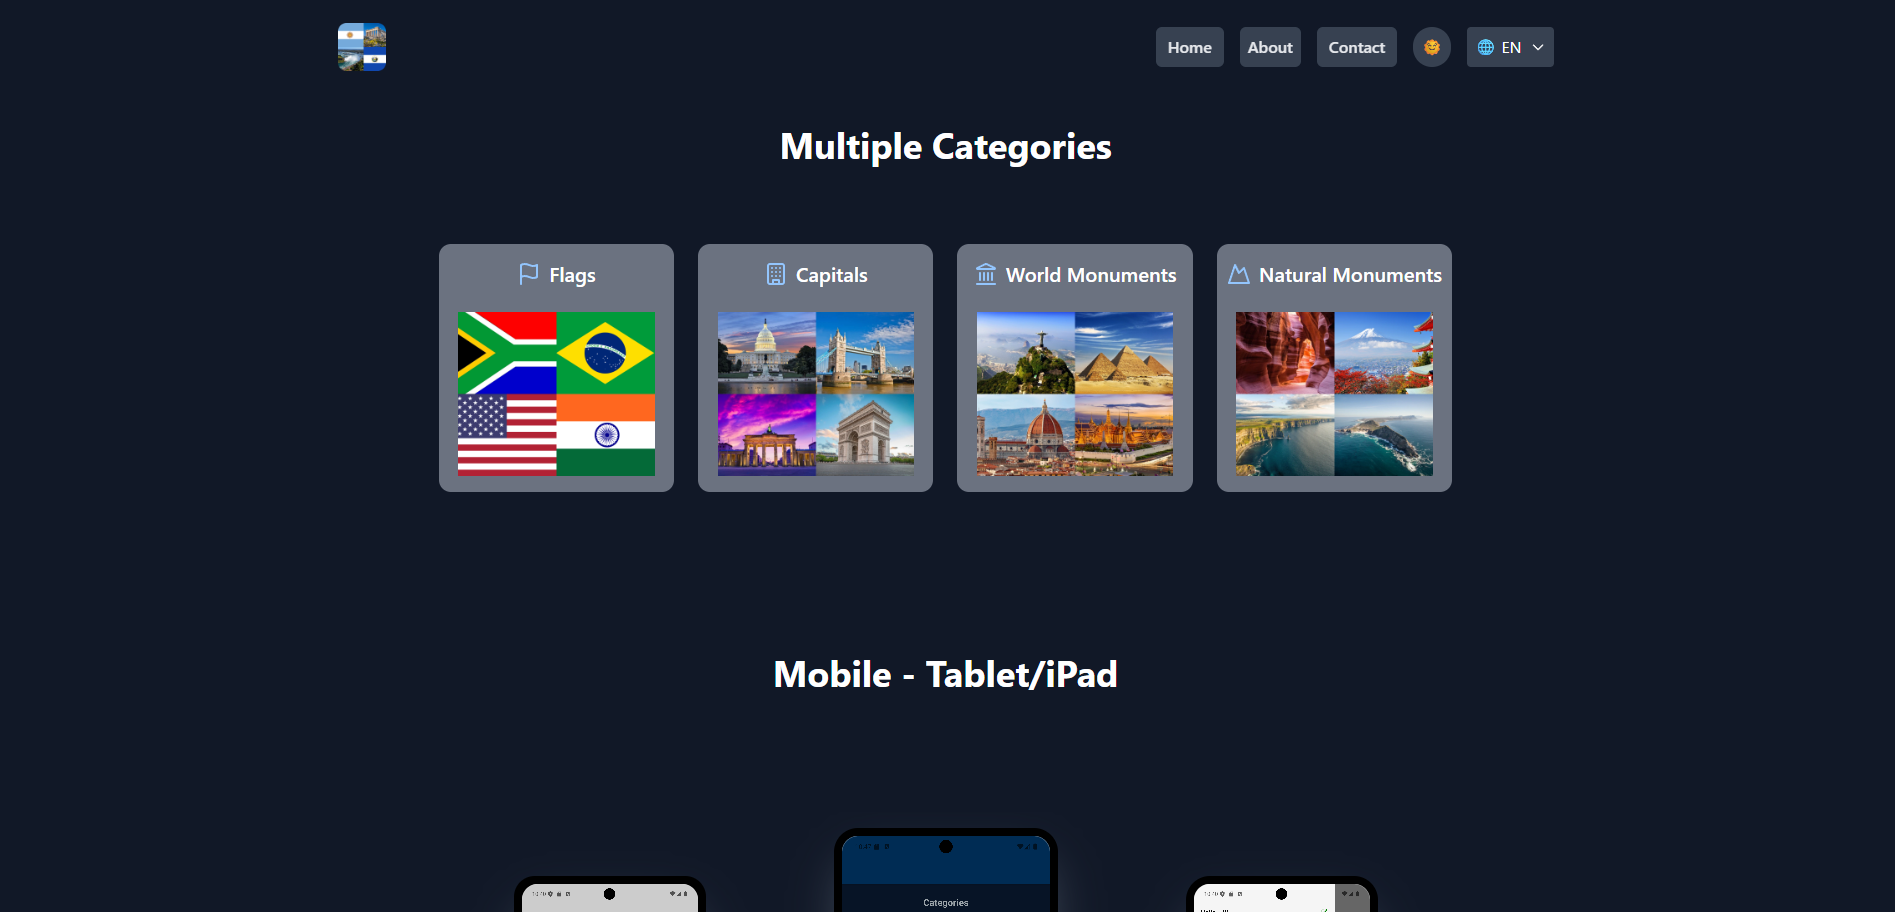 Home
About
Contact
EN
Multiple Categories
Flags
Capitals
World Monuments
Natural Monuments
Mobile - Tablet/iPad
Categories